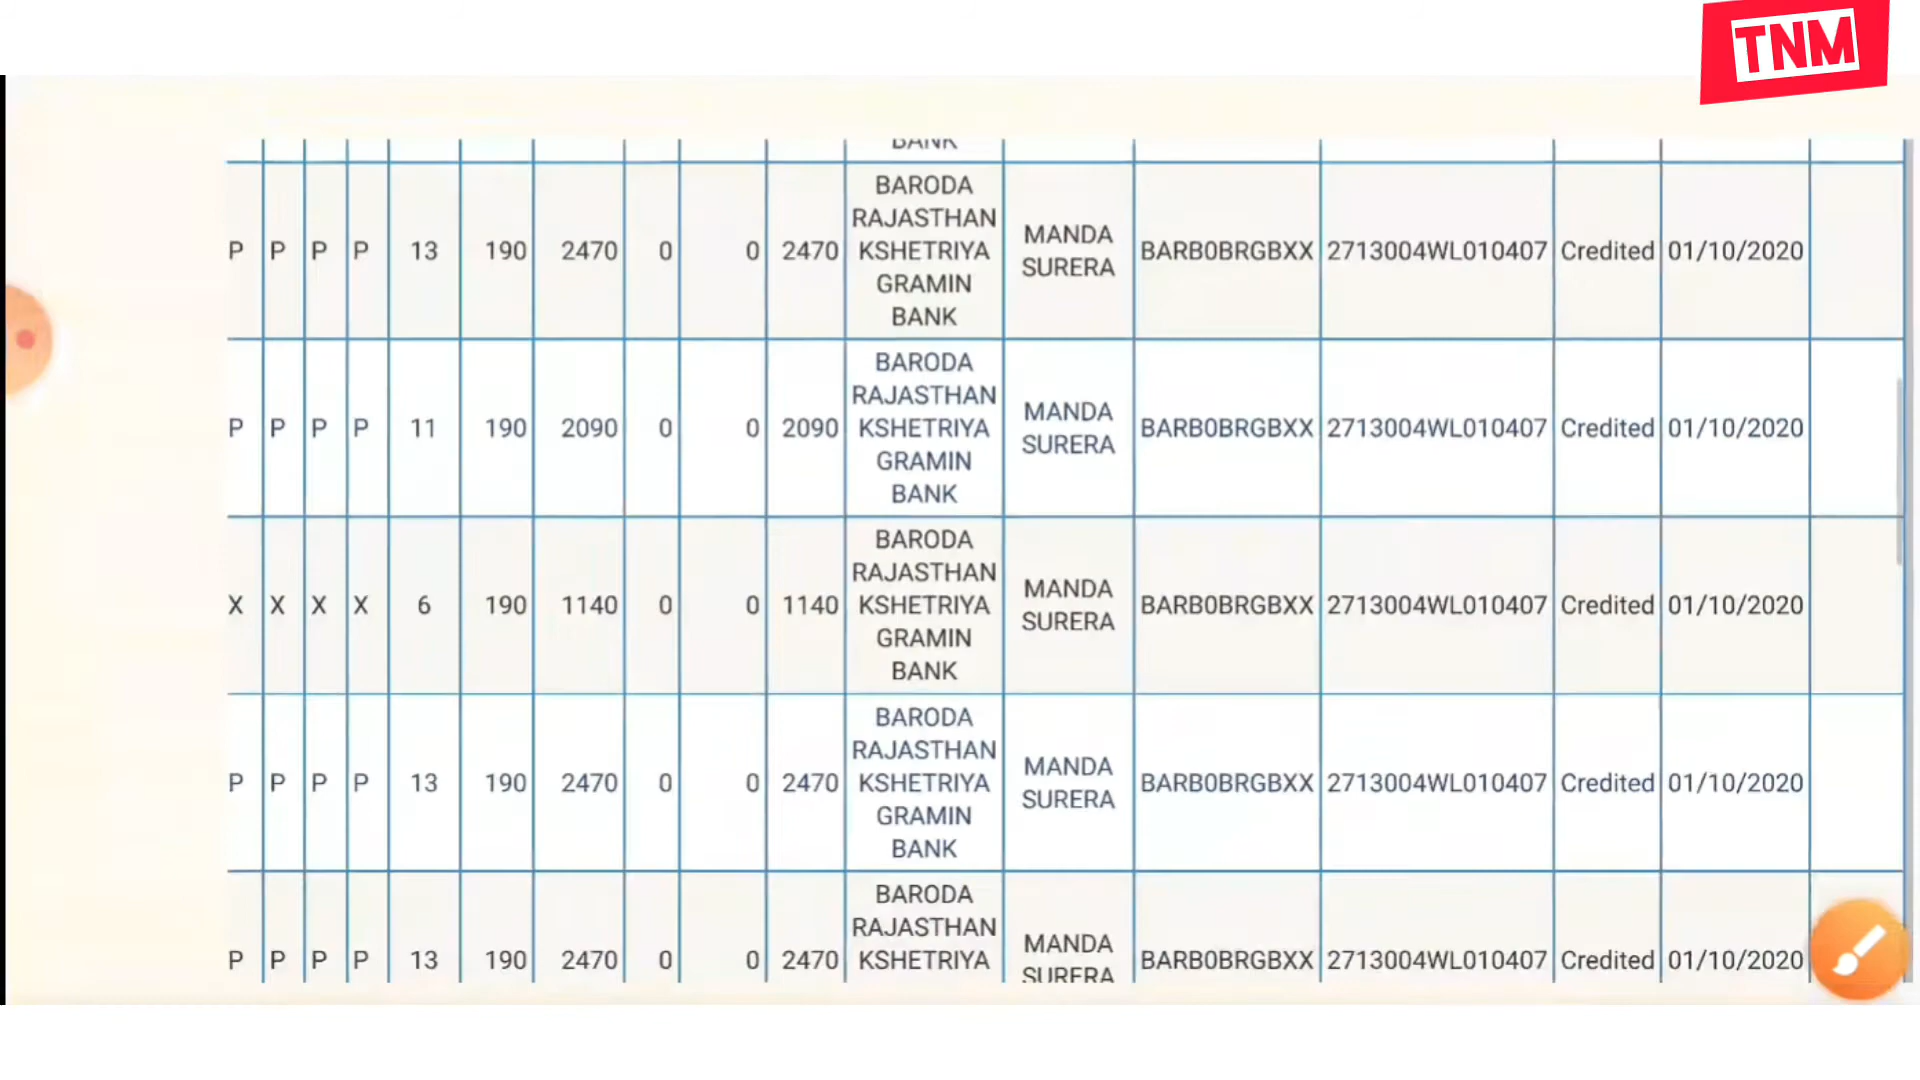 TNM
BANK
P P P P 13 190 2470 0 0 2470 BARODA RAJASTHAN KSHETRIYA GRAMIN BANK MANDA SURERA BARB0BRGBXX 2713004WL010407 Credited 01/10/2020
P P P P 11 190 2090 0 0 2090 BARODA RAJASTHAN KSHETRIYA GRAMIN BANK MANDA SURERA BARB0BRGBXX 2713004WL010407 Credited 01/10/2020
X X X X 6 190 1140 0 0 1140 BARODA RAJASTHAN KSHETRIYA GRAMIN BANK MANDA SURERA BARB0BRGBXX 2713004WL010407 Credited 01/10/2020
P P P P 13 190 2470 0 0 2470 BARODA RAJASTHAN KSHETRIYA GRAMIN BANK MANDA SURERA BARB0BRGBXX 2713004WL010407 Credited 01/10/2020
P P P P 13 190 2470 0 0 2470 BARODA RAJASTHAN KSHETRIYA MANDA SURERA BARB0BRGBXX 2713004WL010407 Credited 01/10/2020